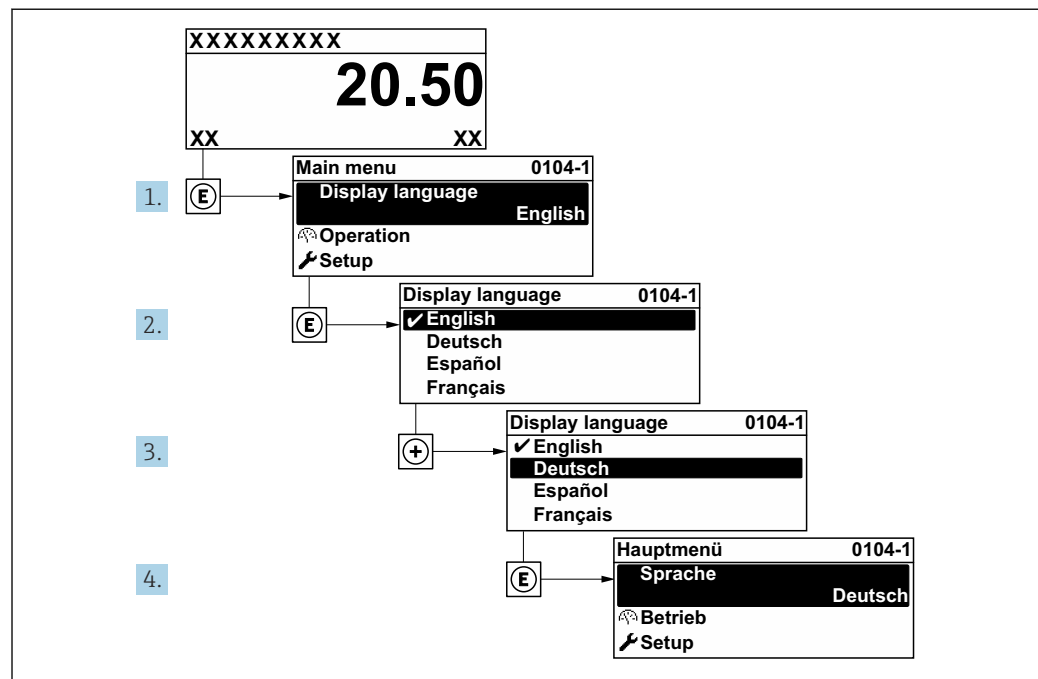 XXXXXXXXX
20.50
XX XX
1. E
Main menu 0104-1
Display language
English
Operation
Setup
2. E
Display language 0104-1
✔English
Deutsch
Español
Français
3. +
Display language 0104-1
✔English
Deutsch
Español
Français
4. E
Hauptmenü 0104-1
Sprache
Deutsch
Betrieb
Setup